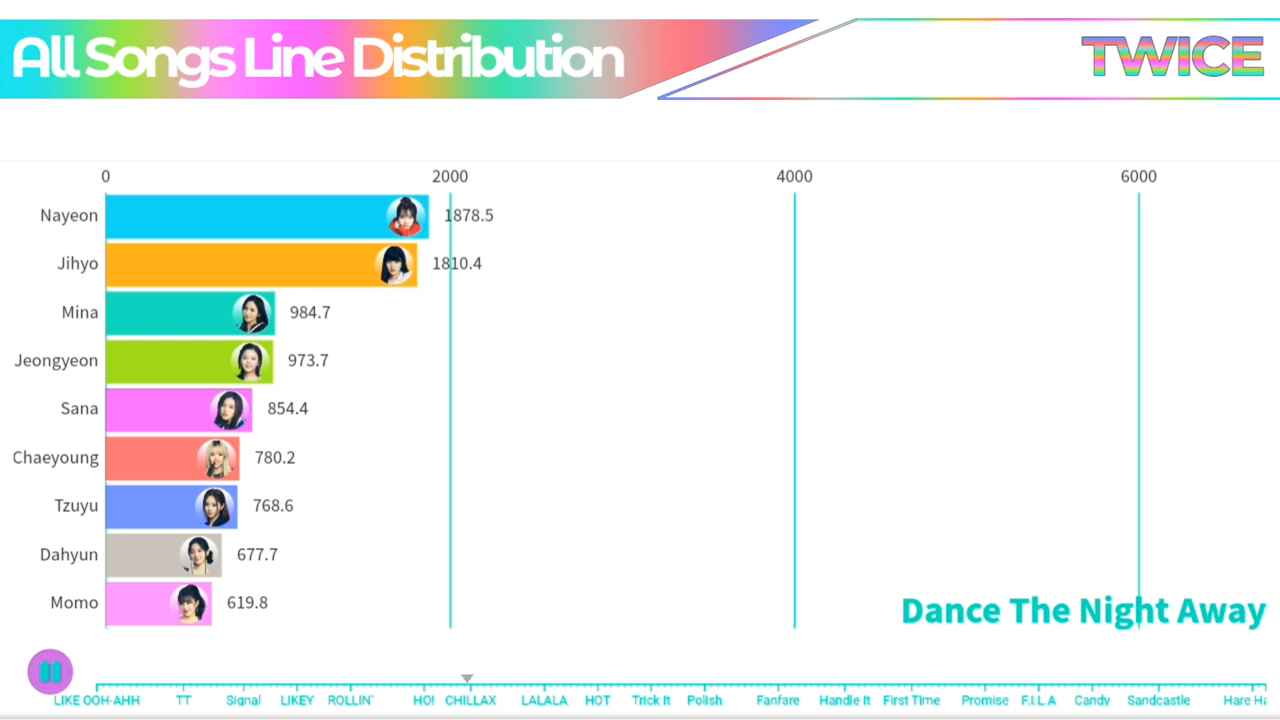 All Songs Line Distribution
TWICE
0 2000 4000 6000
Nayeon 1878.5
Jihyo 1810.4
Mina 984.7
Jeongyeon 973.7
Sana 854.4
Chaeyoung 780.2
Tzuyu 768.6
Dahyun 677.7
Momo 619.8
Dance The Night Away
LIKE OOH-AHH TT Signal LIKEY ROLLIN' HO! CHILLAX LALALA HOT Trick It Polish Fanfare Handle It First Time Promise F.I.L.A Candy Sandcastle Hare